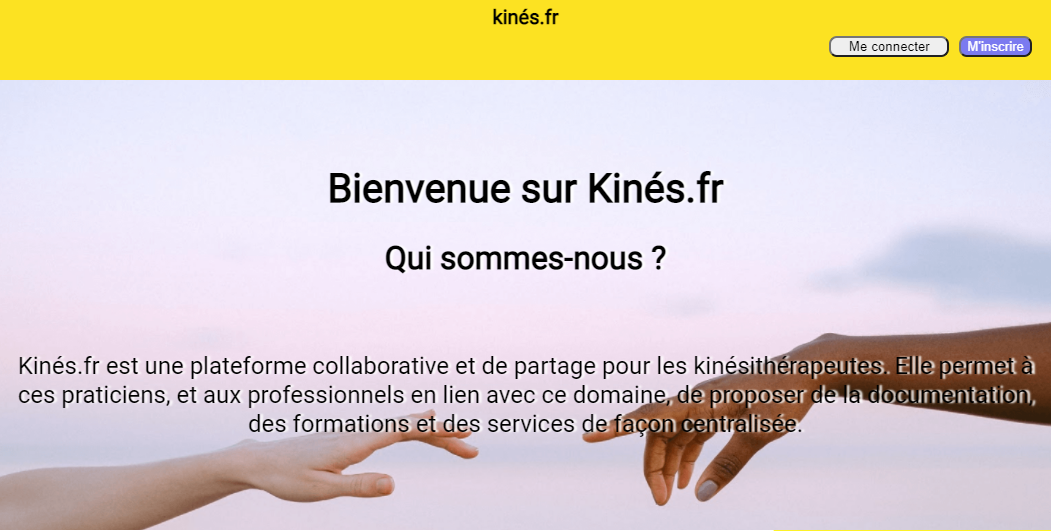 kinés.fr
Me connecter
M'inscrire
Bienvenue sur Kinés.fr
Qui sommes-nous ?
Kinés.fr est une plateforme collaborative et de partage pour les kinésithérapeutes. Elle permet à
ces praticiens, et aux professionnels en lien avec ce domaine, de proposer de la documentation,
des formations et des services de façon centralisée.